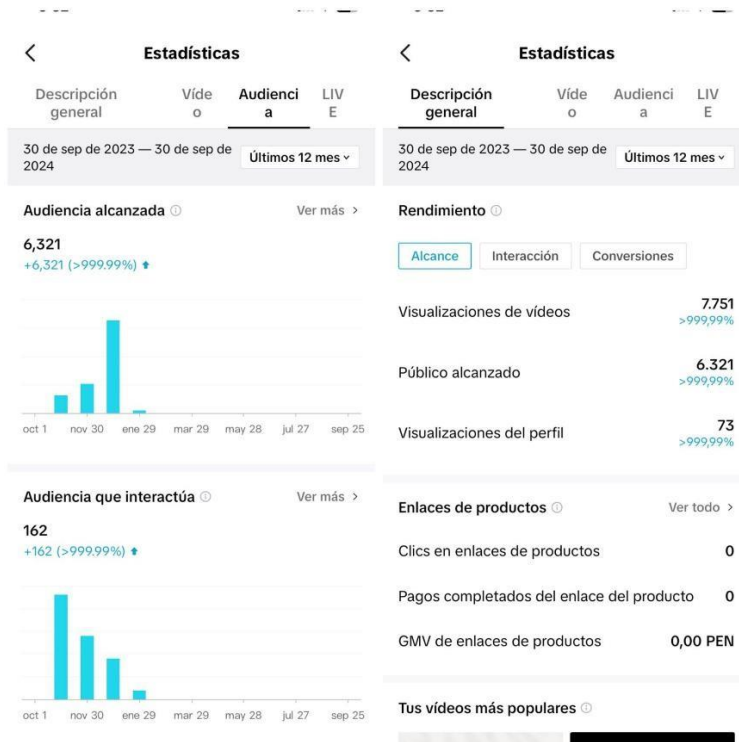 Estadísticas
Descripción general
Víde
o
Audienci
a
LIV
E
30 de sep de 2023 — 30 de sep de
2024
Últimos 12 mes
Audiencia alcanzada
Ver más >
6,321
+6,321 (>999.99%)
oct 1 nov 30 ene 29 mar 29 may 28 jul 27 sep 25
Audiencia que interactúa
Ver más >
162
+162 (>999.99%)
oct 1 nov 30 ene 29 mar 29 may 28 jul 27 sep 25
Estadísticas
Descripción
general
Víde
o
Audienci
a
LIV
E
30 de sep de 2023 — 30 de sep de
2024
Últimos 12 mes
Rendimiento
Alcance Interacción Conversiones
Visualizaciones de vídeos 7.751
>999,99%
Público alcanzado 6.321
>999,99%
Visualizaciones del perfil 73
>999,99%
Enlaces de productos Ver todo >
Clics en enlaces de productos 0
Pagos completados del enlace del producto 0
GMV de enlaces de productos 0,00 PEN
Tus vídeos más populares